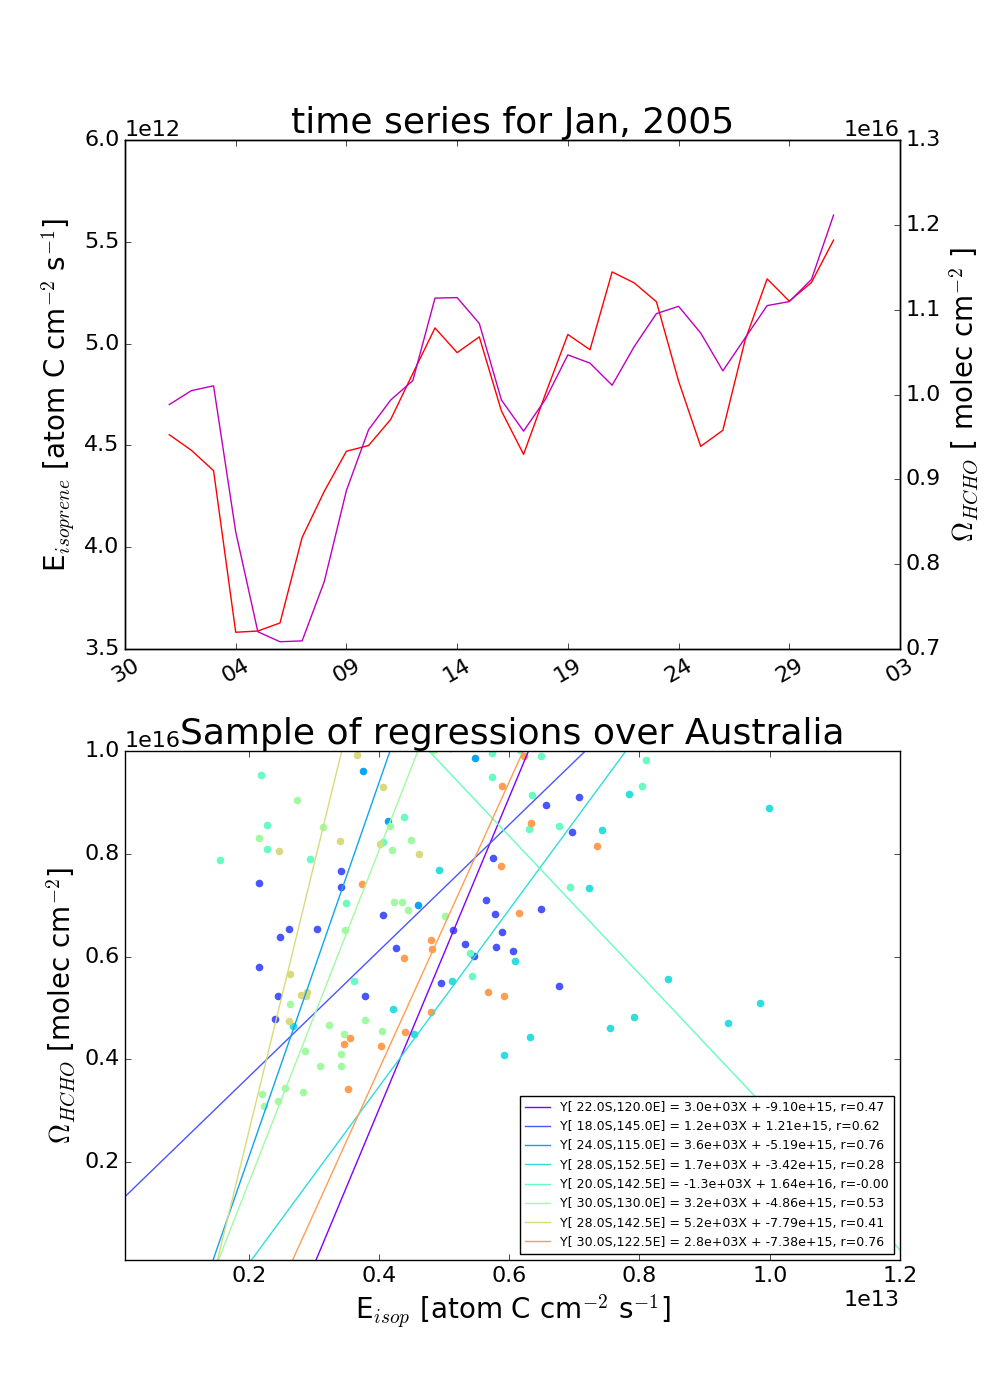 time series for Jan, 2005
1e12
1e16
6.0
5.5
5.0
4.5
4.0
3.5
E_isoprene [atom C cm^−2 s^−1]
1.3
1.2
1.1
1.0
0.9
0.8
0.7
Ω_HCHO [ molec cm^−2 ]
30 04 09 14 19 24 29 03
Sample of regressions over Australia
1e16
1.0
0.8
0.6
0.4
0.2
Ω_HCHO [molec cm^−2]
Y[ 22.0S,120.0E] = 3.0e+03X + -9.10e+15, r=0.47
Y[ 18.0S,145.0E] = 1.2e+03X + 1.21e+15, r=0.62
Y[ 24.0S,115.0E] = 3.6e+03X + -5.19e+15, r=0.76
Y[ 28.0S,152.5E] = 1.7e+03X + -3.42e+15, r=0.28
Y[ 20.0S,142.5E] = -1.3e+03X + 1.64e+16, r=-0.00
Y[ 30.0S,130.0E] = 3.2e+03X + -4.86e+15, r=0.53
Y[ 28.0S,142.5E] = 5.2e+03X + -7.79e+15, r=0.41
Y[ 30.0S,122.5E] = 2.8e+03X + -7.38e+15, r=0.76
0.2 0.4 0.6 0.8 1.0 1.2
1e13
E_isop [atom C cm^−2 s^−1]